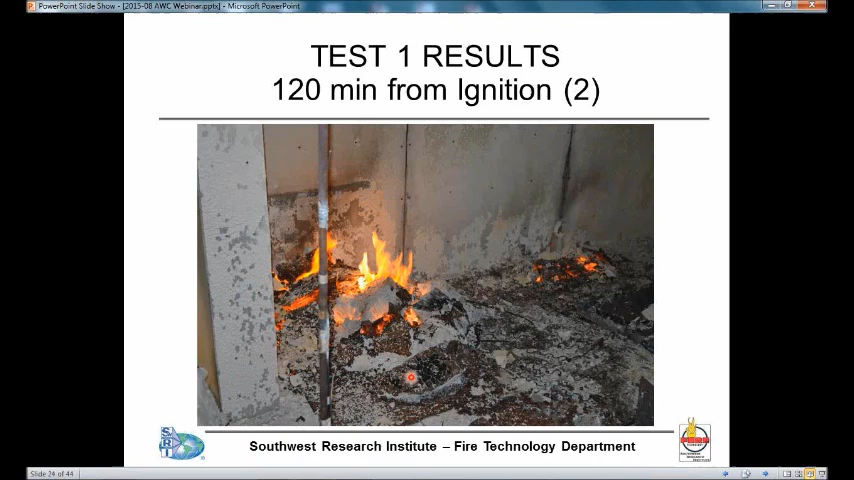 PowerPoint Slide Show - [2015-08 AWC Webinar.pptx] - Microsoft PowerPoint
TEST 1 RESULTS
120 min from Ignition (2)
Southwest Research Institute – Fire Technology Department
Slide 24 of 44